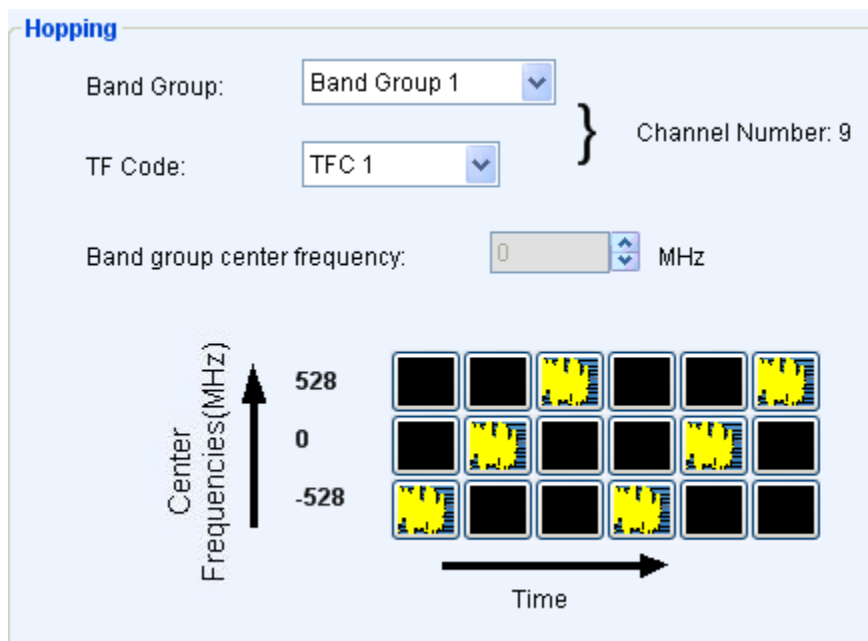 Hopping
Band Group:
Band Group 1
Channel Number: 9
TF Code:
TFC 1
Band group center frequency:
0
MHz
Center
Frequencies(MHz)
528
0
-528
Time